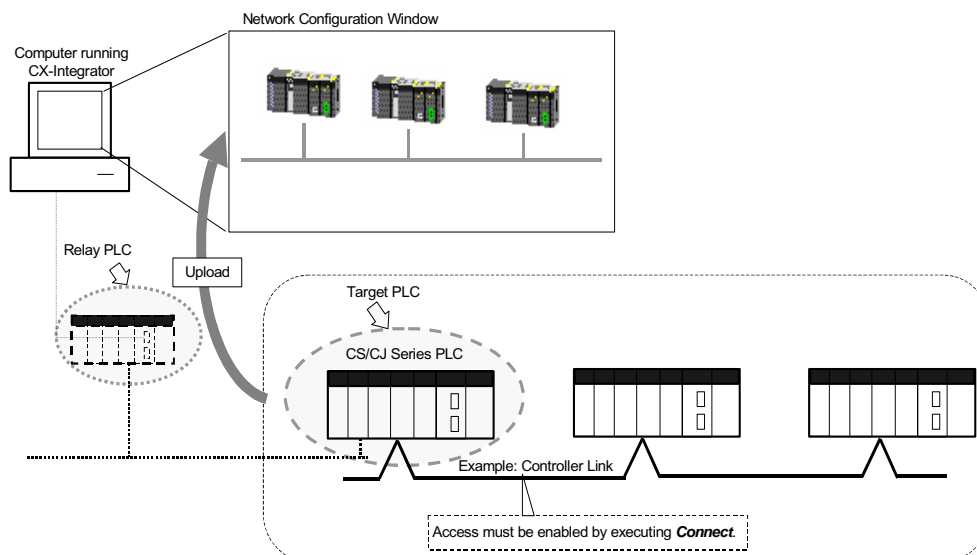 Network Configuration Window
Computer running
CX-Integrator
Relay PLC
Upload
Target PLC
CS/CJ Series PLC
Example: Controller Link
Access must be enabled by executing Connect.